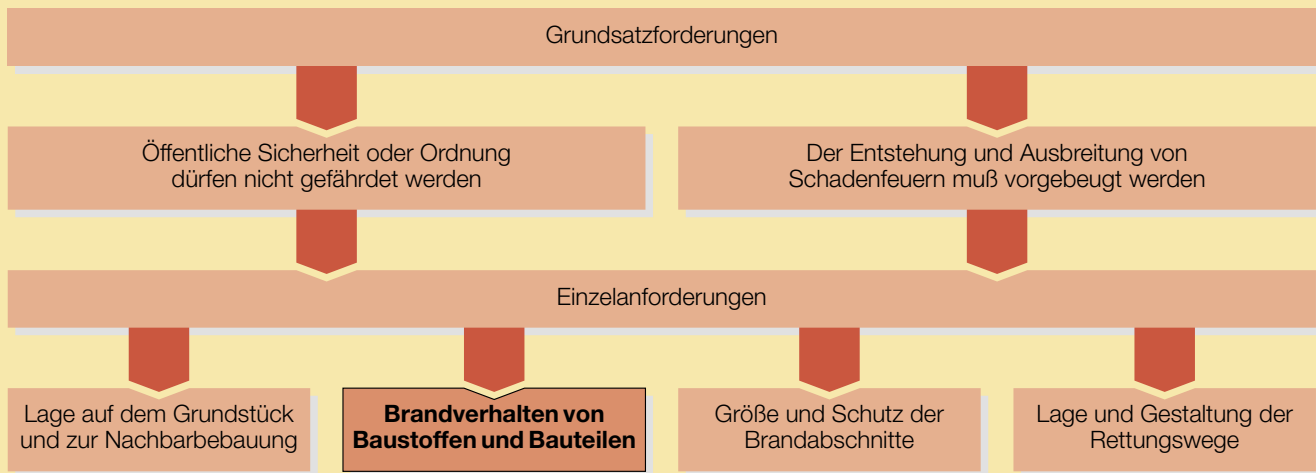 Grundsatzforderungen
Öffentliche Sicherheit oder Ordnung
dürfen nicht gefährdet werden
Der Entstehung und Ausbreitung von
Schadenfeuern muß vorgebeugt werden
Einzelanforderungen
Lage auf dem Grundstück
und zur Nachbarbebauung
Brandverhalten von
Baustoffen und Bauteilen
Größe und Schutz der
Brandabschnitte
Lage und Gestaltung der
Rettungswege